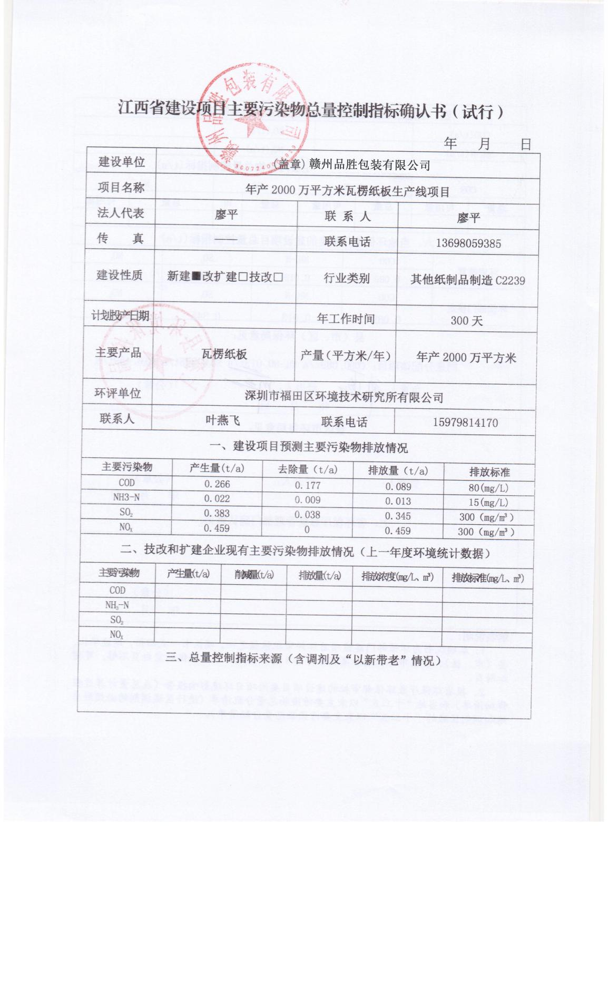 江西省建设项目主要污染物总量控制指标确认书（试行）
年 月 日
建设单位 (盖章)赣州品胜包装有限公司
项目名称 年产 2000 万平方米瓦楞纸板生产线项目
法人代表 廖平 联 系 人 廖平
传 真 联系电话 13698059385
建设性质 新建■改扩建□技改□ 行业类别 其他纸制品制造 C2239
计划投产日期 年工作时间 300 天
主要产品 瓦楞纸板 产量（平方米/年） 年产 2000 万平方米
环评单位 深圳市福田区环境技术研究所有限公司
联系人 叶燕飞 联系电话 15979814170
一、建设项目预测主要污染物排放情况
主要污染物 产生量(t/a) 去除量（t/a） 排放量（t/a） 排放标准
COD 0.266 0.177 0.089 80(mg/L)
NH3-N 0.022 0.009 0.013 15(mg/L)
SO₂ 0.383 0.038 0.345 300（mg/m³）
NOₓ 0.459 0 0.459 300（mg/m³）
二、技改和扩建企业现有主要污染物排放情况（上一年度环境统计数据）
主要污染物 产生量(t/a) 削减量(t/a) 排放量(t/a) 排放浓度(mg/L、m³) 排放标准(mg/L、m³)
COD
NH₃-N
SO₂
NOₓ
三、总量控制指标来源（含调剂及“以新带老”情况）